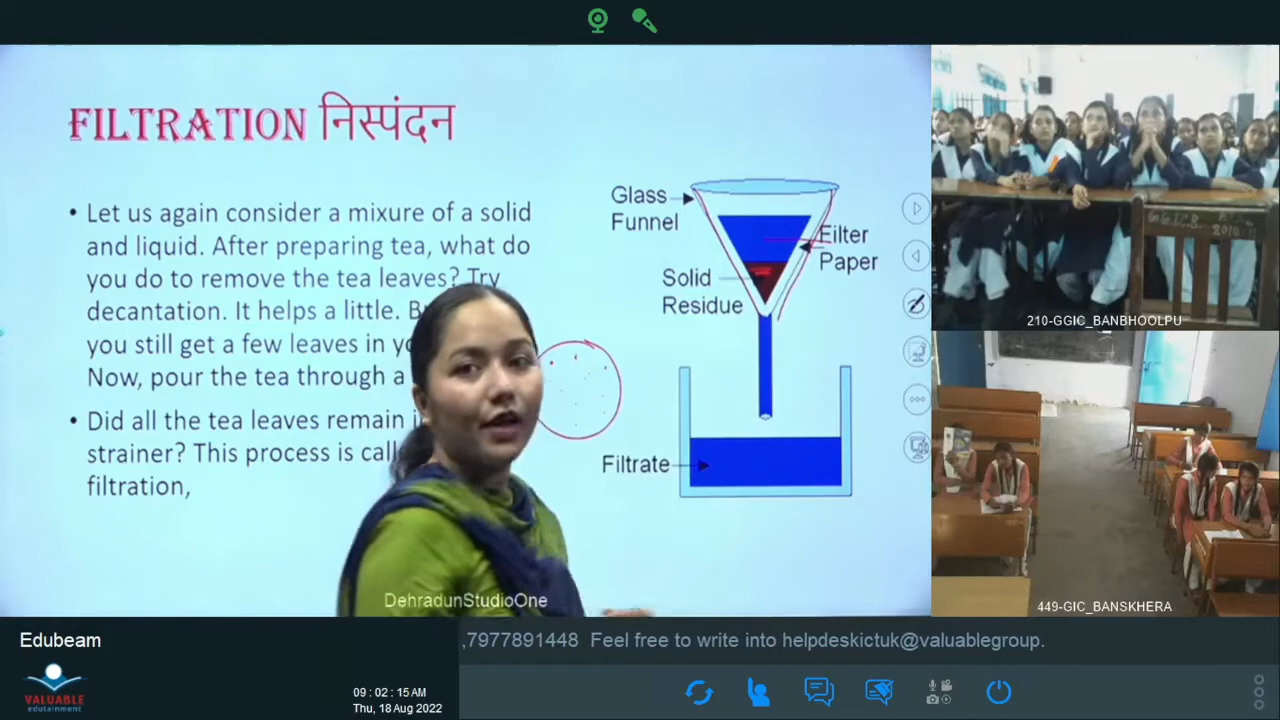 FILTRATION निस्पंदन
• Let us again consider a mixure of a solid
and liquid. After preparing tea, what do
you do to remove the tea leaves? Try
decantation. It helps a little. 
you still get a few leaves in
Now, pour the tea through a
• Did all the tea leaves remain
strainer? This process is
filtration,
Glass
Funnel
Filter
Paper
Solid
Residue
Filtrate
DehradunStudioOne
210-GGIC_BANBHOOLPU
G.G.I.C.B.
2010
449-GIC_BANSKHERA
Edubeam
,7977891448 Feel free to write into helpdeskictuk@valuablegroup.
VALUABLE
edutainment
09 : 02 : 15 AM
Thu, 18 Aug 2022